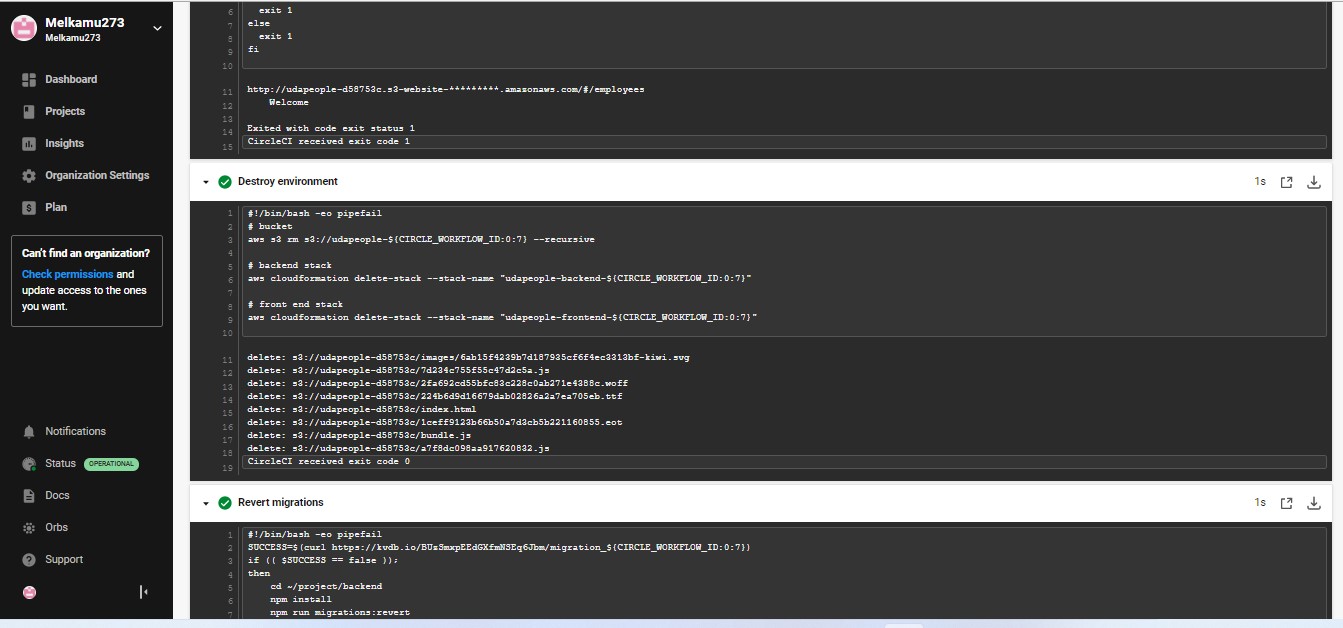 Melkamu273
Melkamu273
Dashboard
Projects
Insights
Organization Settings
Plan
Can't find an organization?
Check permissions and
update access to the ones
you want.
Notifications
Status OPERATIONAL
Docs
Orbs
Support
6 exit 1
7 else
8 exit 1
9 fi
10
11 http://udapeople-d58753c.s3-website-*********.amazonaws.com/#/employees
12 Welcome
13
14 Exited with code exit status 1
15 CircleCI received exit code 1
Destroy environment 1s
1 #!/bin/bash -eo pipefail
2 # bucket
3 aws s3 rm s3://udapeople-${CIRCLE_WORKFLOW_ID:0:7} --recursive
4
5 # backend stack
6 aws cloudformation delete-stack --stack-name "udapeople-backend-${CIRCLE_WORKFLOW_ID:0:7}"
7
8 # front end stack
9 aws cloudformation delete-stack --stack-name "udapeople-frontend-${CIRCLE_WORKFLOW_ID:0:7}"
10
11 delete: s3://udapeople-d58753c/images/6ab15f4239b7d187935cf6f4ec3313bf-kiwi.svg
12 delete: s3://udapeople-d58753c/7d234c755f55c47d2c5a.js
13 delete: s3://udapeople-d58753c/2fa692cd55bfc83c228c0ab271e4388c.woff
14 delete: s3://udapeople-d58753c/224b6d9d16679dab02826a2a7ea705eb.ttf
15 delete: s3://udapeople-d58753c/index.html
16 delete: s3://udapeople-d58753c/1ceff9123b66b50a7d3cb5b221160855.eot
17 delete: s3://udapeople-d58753c/bundle.js
18 delete: s3://udapeople-d58753c/a7f8dc098aa917620832.js
19 CircleCI received exit code 0
Revert migrations 1s
1 #!/bin/bash -eo pipefail
2 SUCCESS=$(curl https://kvdb.io/BUsSmxpEEdGXfmNSEq6Jbm/migration_${CIRCLE_WORKFLOW_ID:0:7})
3 if (( $SUCCESS == false ));
4 then
5 cd ~/project/backend
6 npm install
7 npm run migrations:revert